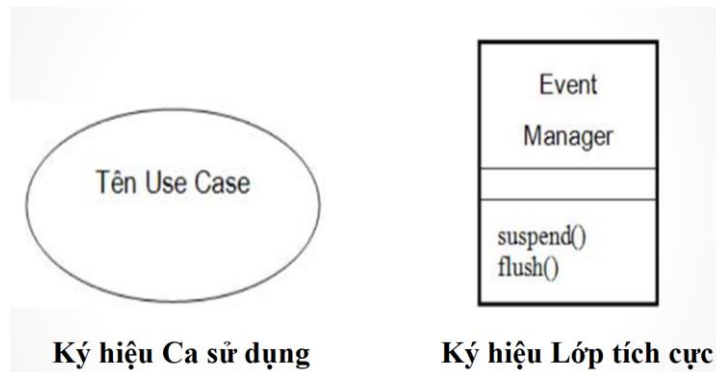 Tên Use Case
Ký hiệu Ca sử dụng
Event
Manager
suspend()
flush()
Ký hiệu Lớp tích cực